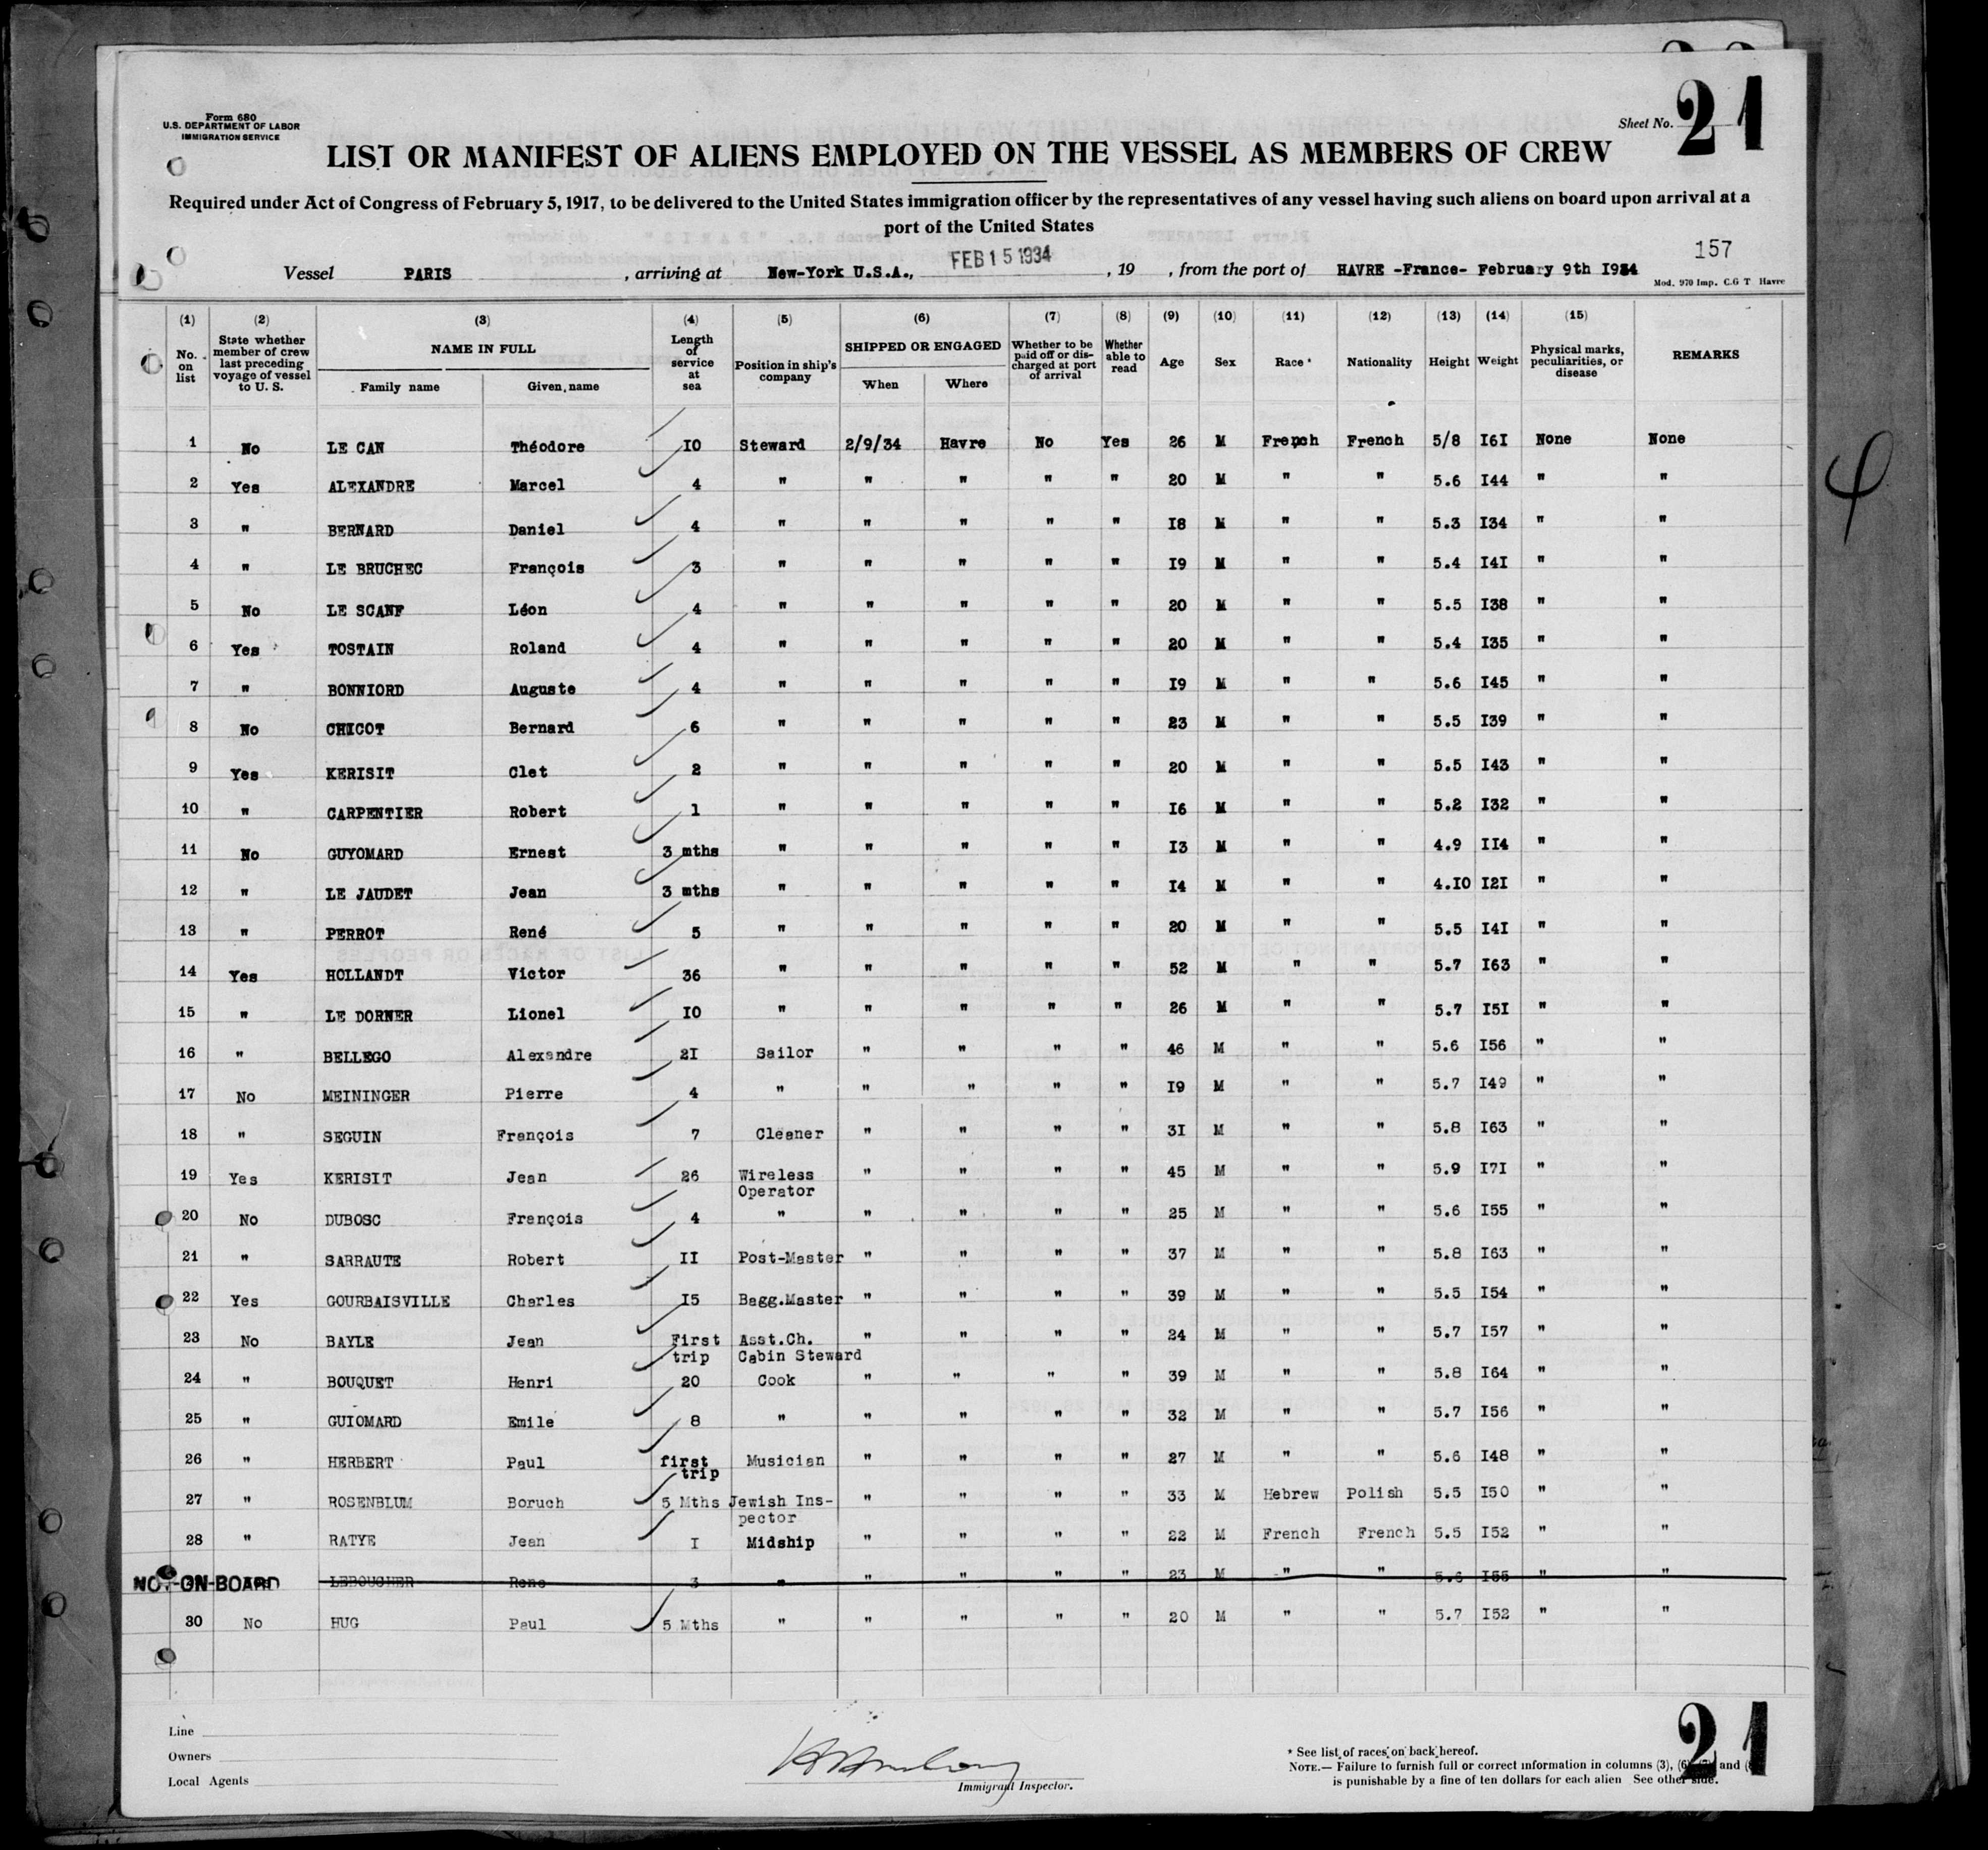 Form 680
U.S. DEPARTMENT OF LABOR
IMMIGRATION SERVICE
Sheet No. 21
LIST OR MANIFEST OF ALIENS EMPLOYED ON THE VESSEL AS MEMBERS OF CREW
Required under Act of Congress of February 5, 1917, to be delivered to the United States immigration officer by the representatives of any vessel having such aliens on board upon arrival at a
port of the United States
157
Vessel PARIS , arriving at New-York U.S.A., FEB 15 1934 , 19 , from the port of HAVRE -France- February 9th 1934
Mod. 970 Imp. C.G T Havre
(1) (2) (3) (4) (5) (6) (7) (8) (9) (10) (11) (12) (13) (14) (15)
No. on list State whether member of crew last preceding voyage of vessel to U. S. NAME IN FULL Family name Given name Length of service at sea Position in ship's company SHIPPED OR ENGAGED When Where Whether to be paid off or discharged at port of arrival Whether able to read Age Sex Race * Nationality Height Weight Physical marks, peculiarities, or disease REMARKS
1 No LE CAN Théodore 10 Steward 2/9/34 Havre No Yes 26 M French French 5/8 161 None None
2 Yes ALEXANDRE Marcel 4 " " " " " 20 M " " 5.6 144 " "
3 " BERNARD Daniel 4 " " " " " 18 M " " 5.3 134 " "
4 " LE BRUCHEC François 3 " " " " " 19 M " " 5.4 141 " "
5 No LE SCANF Léon 4 " " " " " 20 M " " 5.5 138 " "
6 Yes TOSTAIN Roland 4 " " " " " 20 M " " 5.4 135 " "
7 " BONNIORD Auguste 4 " " " " " 19 M " " 5.6 145 " "
8 No CHICOT Bernard 6 " " " " " 23 M " " 5.5 139 " "
9 Yes KERISIT Clet 2 " " " " " 20 M " " 5.5 143 " "
10 " CARPENTIER Robert 1 " " " " " 16 M " " 5.2 132 " "
11 No GUYOMARD Ernest 3 mths " " " " " 13 M " " 4.9 114 " "
12 " LE JAUDET Jean 3 mths " " " " " 14 M " " 4.10 121 " "
13 " PERROT René 5 " " " " " 20 M " " 5.5 141 " "
14 Yes HOLLANDT Victor 36 " " " " " 52 M " " 5.7 163 " "
15 " LE DORNER Lionel 10 " " " " " 26 M " " 5.7 151 " "
16 " BELLEGO Alexandre 21 Sailor " " " " 46 M " " 5.6 156 " "
17 No MEININGER Pierre 4 " " " " " 19 M " " 5.7 149 " "
18 " SEGUIN François 7 Cleaner " " " " 31 M " " 5.8 163 " "
19 Yes KERISIT Jean 26 Wireless " " " " 45 M " " 5.9 171 " "
Operator
20 No DUBOSC François 4 " " " " " 25 M " " 5.6 155 " "
21 " SARRAUTE Robert 11 Post-Master " " " " 37 M " " 5.8 163 " "
22 Yes GOURBAISVILLE Charles 15 Bagg.Master " " " " 39 M " " 5.5 154 " "
23 No BAYLE Jean First Asst.Ch. " " " " 24 M " " 5.7 157 " "
trip Cabin Steward
24 " BOUQUET Henri 20 Cook " " " " 39 M " " 5.8 164 " "
25 " GUIOMARD Emile 8 " " " " " 32 M " " 5.7 156 " "
26 " HERBERT Paul first Musician " " " " 27 M " " 5.6 148 " "
trip
27 " ROSENBLUM Boruch 5 Mths Jewish Ins- " " " " 33 M Hebrew Polish 5.5 150 " "
pector
28 " RATYE Jean 1 Midship " " " " 22 M French French 5.5 152 " "
NOT-ON-BOARD LEBOUCHER Rene 3 " " " " " 23 M " " 5.6 155 " "
30 No HUG Paul 5 Mths " " " " " 20 M " " 5.7 152 " "
Line
Owners
Local Agents
Immigrant Inspector.
* See list of races on back hereof.
NOTE.— Failure to furnish full or correct information in columns (3), (6), (7) and
is punishable by a fine of ten dollars for each alien See other side.
21